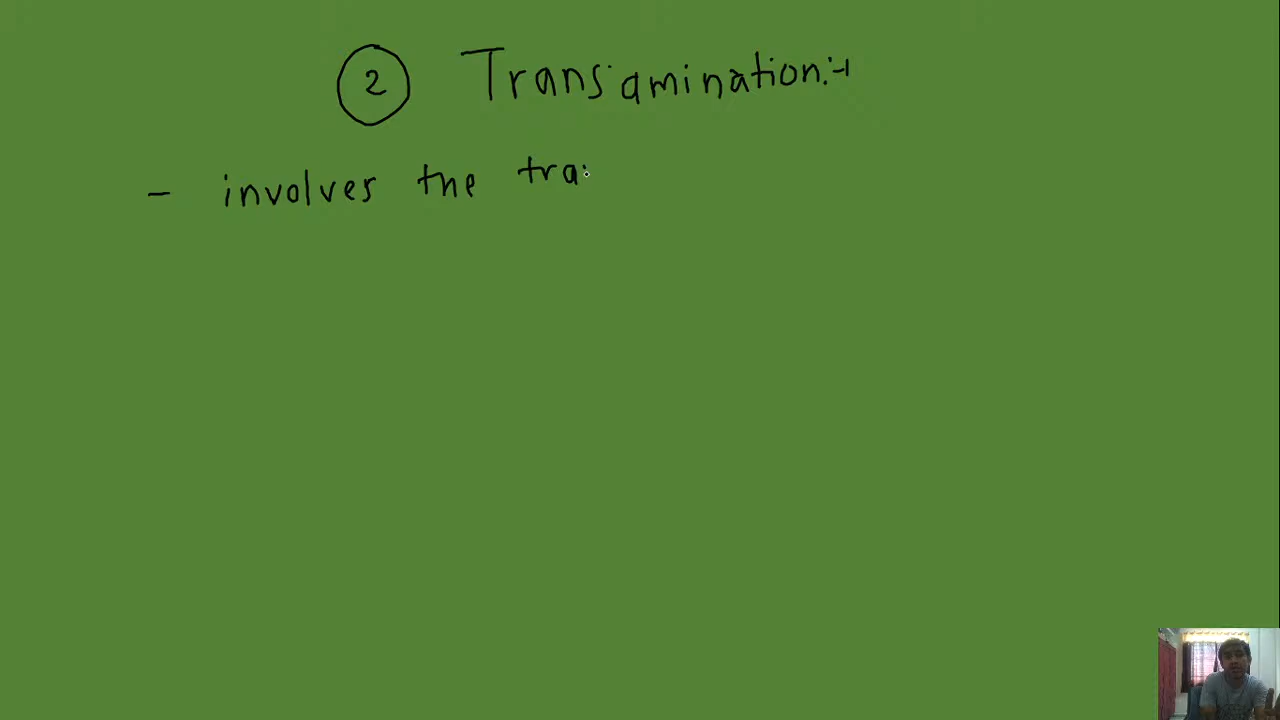 ② Transamination:-
- involves the tra